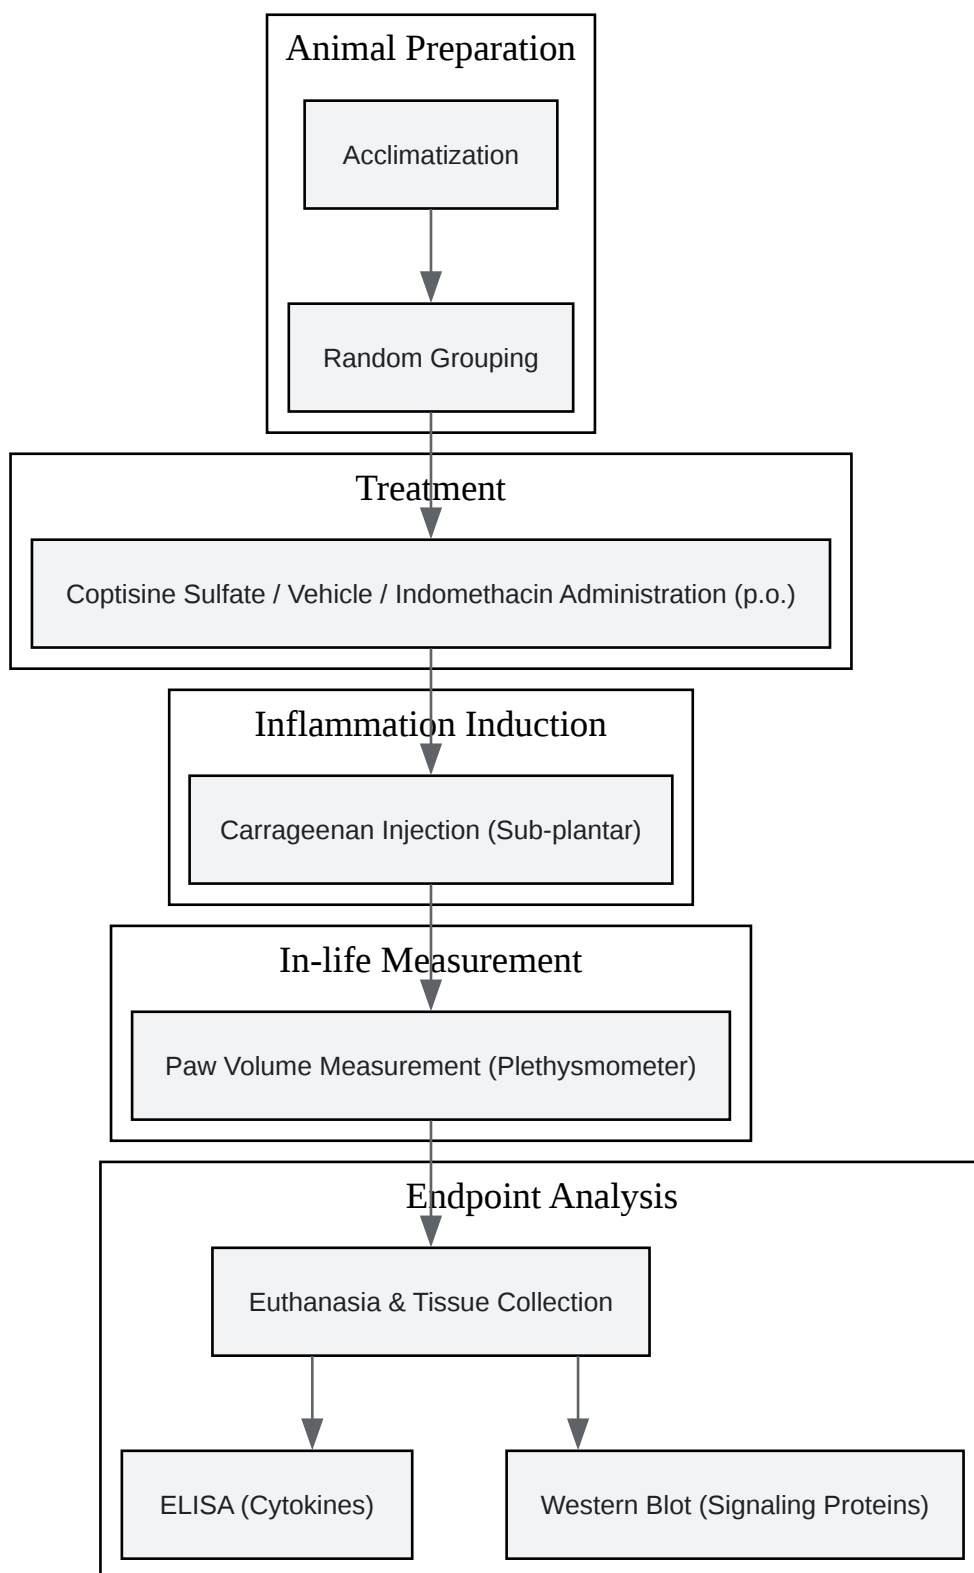 Animal Preparation
Acclimatization
Random Grouping
Treatment
Coptisine Sulfate / Vehicle / Indomethacin Administration (p.o.)
Inflammation Induction
Carrageenan Injection (Sub-plantar)
In-life Measurement
Paw Volume Measurement (Plethysmometer)
Endpoint Analysis
Euthanasia & Tissue Collection
ELISA (Cytokines)
Western Blot (Signaling Proteins)